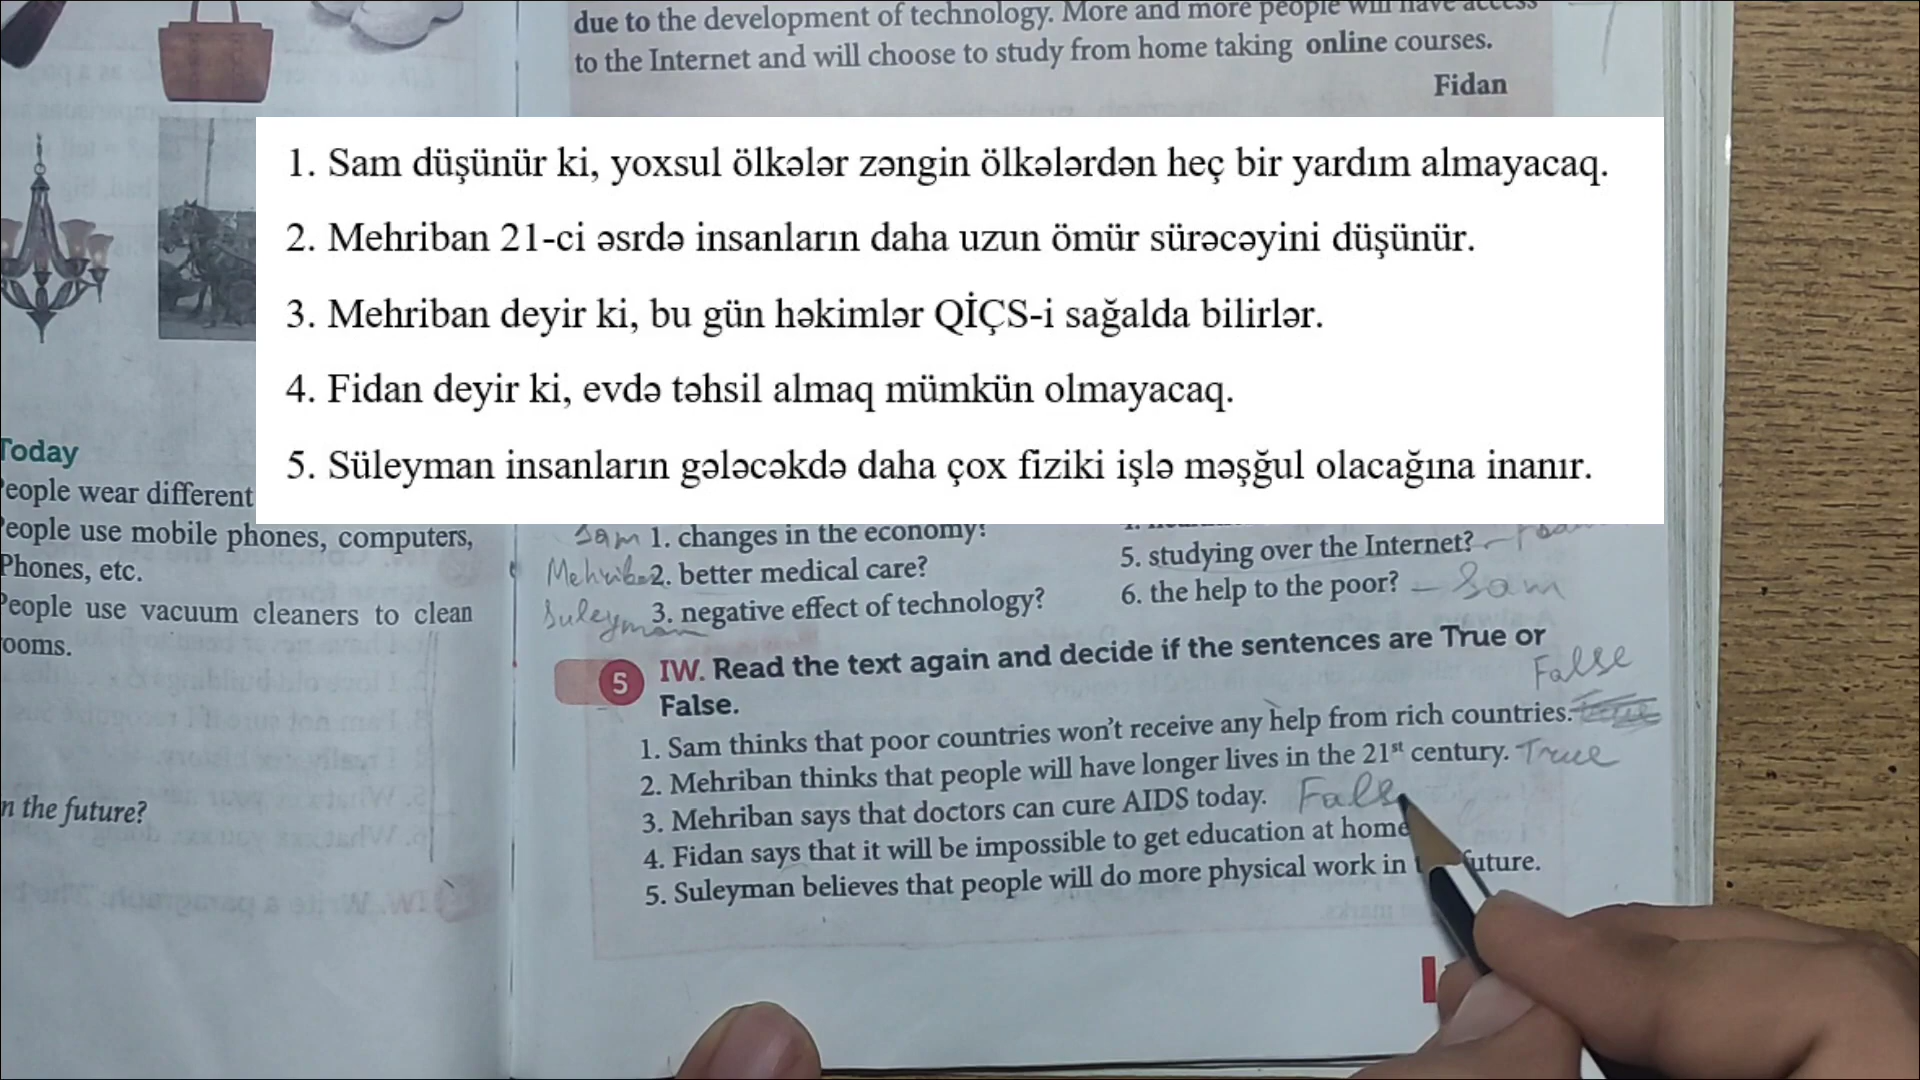 due to the development of technology. More and more people will have access
to the Internet and will choose to study from home taking online courses.
Fidan
1. Sam düşünür ki, yoxsul ölkələr zəngin ölkələrdən heç bir yardım almayacaq.
2. Mehriban 21-ci əsrdə insanların daha uzun ömür sürəcəyini düşünür.
3. Mehriban deyir ki, bu gün həkimlər QİÇS-i sağalda bilirlər.
4. Fidan deyir ki, evdə təhsil almaq mümkün olmayacaq.
5. Süleyman insanların gələcəkdə daha çox fiziki işlə məşğul olacağına inanır.
Today
eople wear different
eople use mobile phones, computers,
Phones, etc.
People use vacuum cleaners to clean
ooms.
n the future?
Sam 1. changes in the economy?
Mehriban 2. better medical care?
Suleyman 3. negative effect of technology?
5. studying over the Internet?
6. the help to the poor? - Sam
5 IW. Read the text again and decide if the sentences are True or
False.
1. Sam thinks that poor countries won't receive any help from rich countries. False
2. Mehriban thinks that people will have longer lives in the 21st century. True
3. Mehriban says that doctors can cure AIDS today. Fals
4. Fidan says that it will be impossible to get education at home
5. Suleyman believes that people will do more physical work in future.